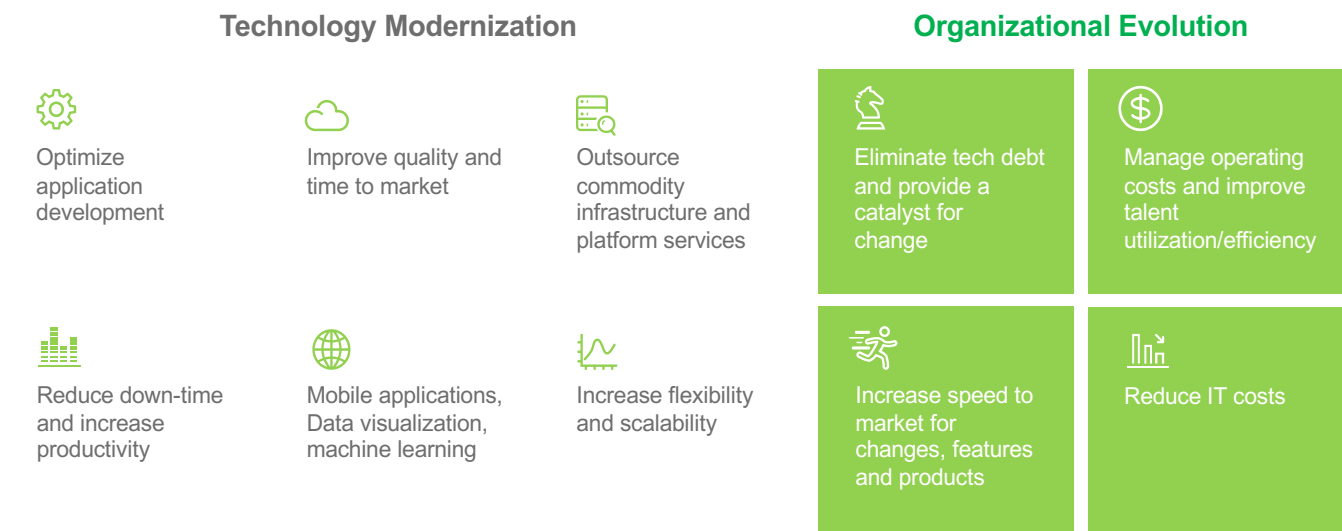 Technology Modernization
Organizational Evolution
Optimize
application
development
Improve quality and
time to market
Outsource
commodity
infrastructure and
platform services
Eliminate tech debt
and provide a
catalyst for
change
Manage operating
costs and improve
talent
utilization/efficiency
Reduce down-time
and increase
productivity
Mobile applications,
Data visualization,
machine learning
Increase flexibility
and scalability
Increase speed to
market for
changes, features
and products
Reduce IT costs